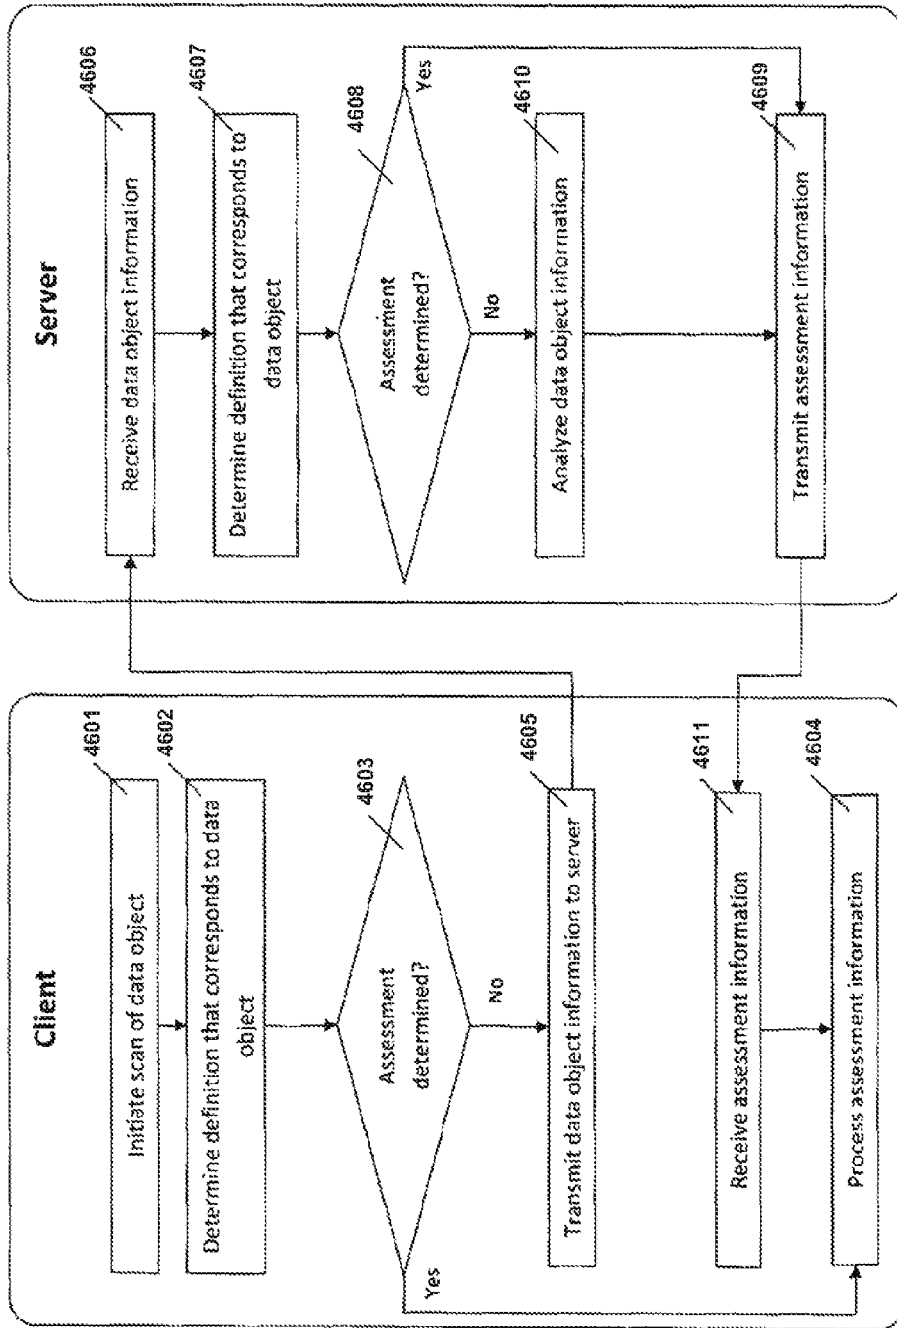 Client
4601
Initiate scan of data object
4602
Determine definition that corresponds to data
object
4603
Assessment
determined?
Yes
No
4605
Transmit data object information to server
4611
Receive assessment information
4604
Process assessment information
Server
4606
Receive data object information
4607
Determine definition that corresponds to
data object
4608
Assessment
determined?
Yes
No
4610
Analyze data object information
4609
Transmit assessment information